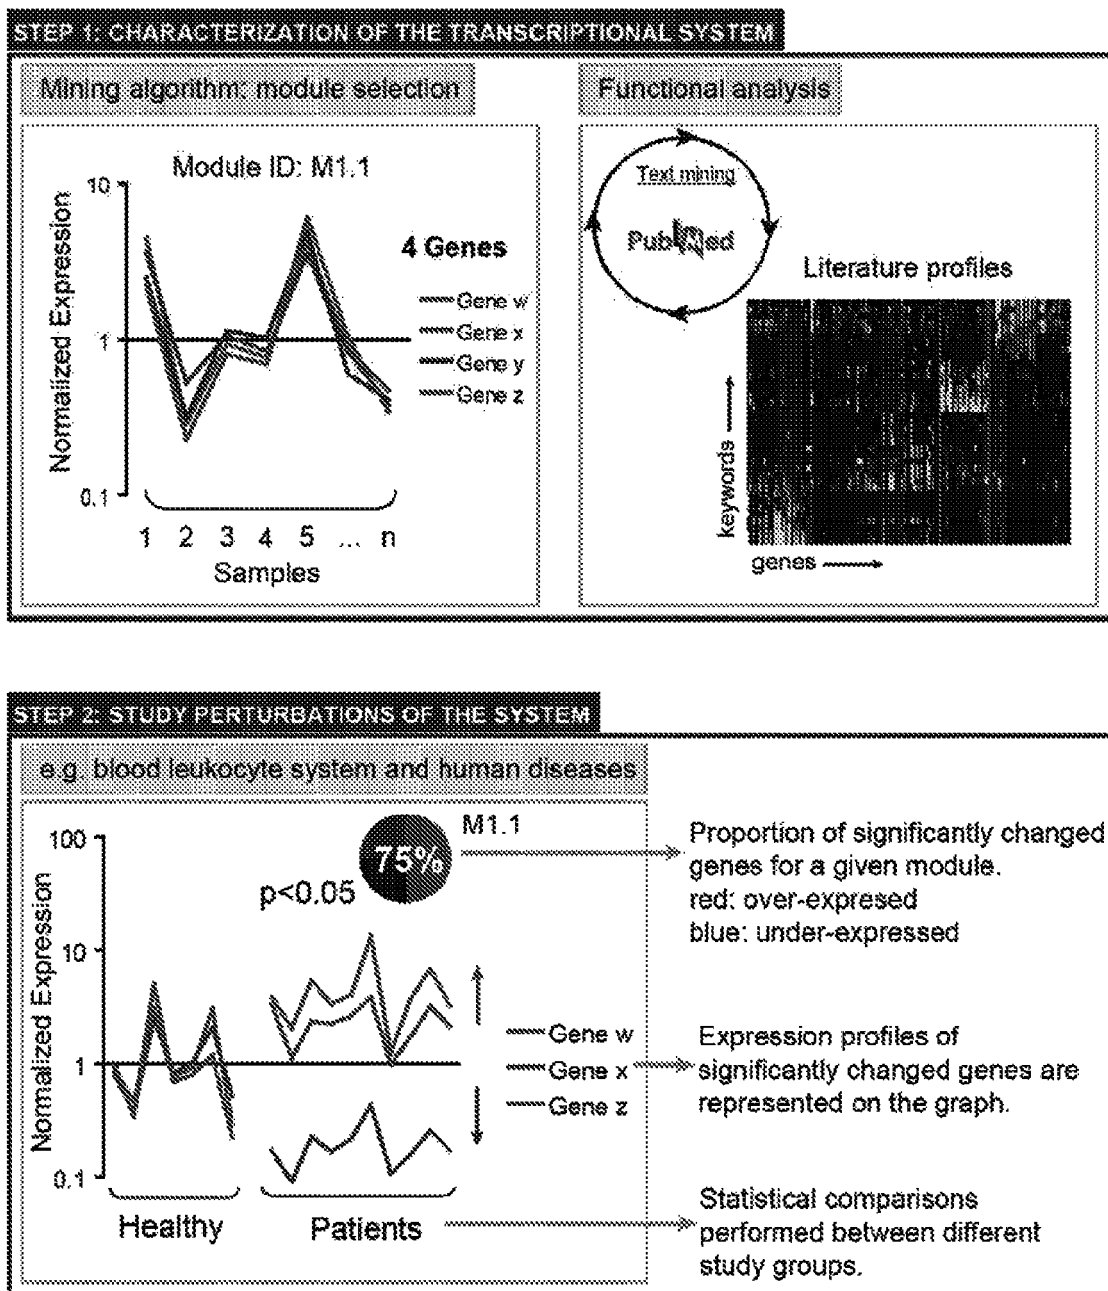 STEP 1: CHARACTERIZATION OF THE TRANSCRIPTIONAL SYSTEM
Mining algorithm: module selection
Module ID: M1.1
10
1
0.1
Normalized Expression
4 Genes
Gene w
Gene x
Gene y
Gene z
1 2 3 4 5 ... n
Samples
Functional analysis
Text mining
PubMed
Literature profiles
keywords
genes
STEP 2: STUDY PERTURBATIONS OF THE SYSTEM
e.g. blood leukocyte system and human diseases
100
10
1
0.1
Normalized Expression
75%
M1.1
p<0.05
Gene w
Gene x
Gene z
Healthy
Patients
Proportion of significantly changed
genes for a given module.
red: over-expresed
blue: under-expressed
Expression profiles of
significantly changed genes are
represented on the graph.
Statistical comparisons
performed between different
study groups.